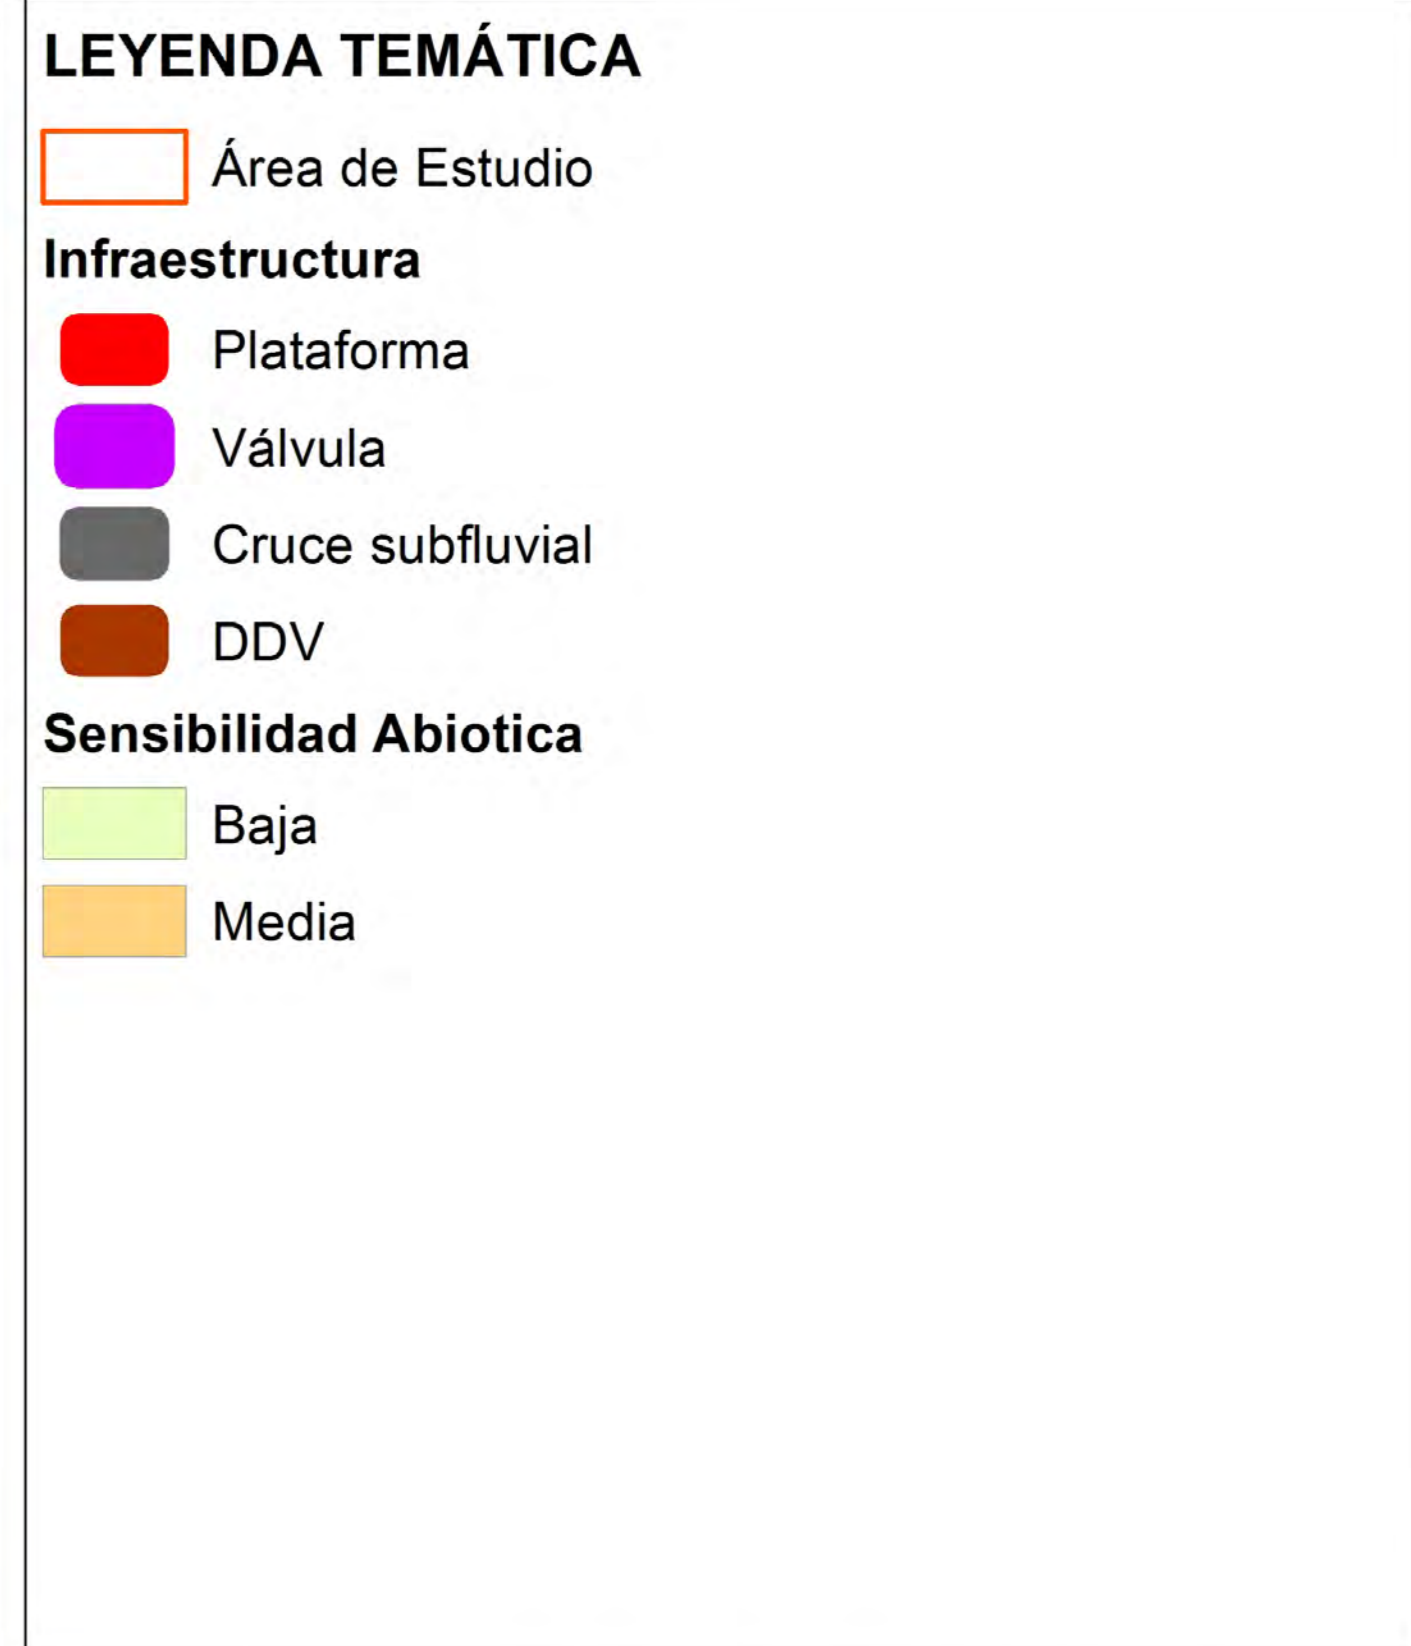 LEYENDA TEMÁTICA
Área de Estudio
Infraestructura
Plataforma
Válvula
Cruce subfluvial
DDV
Sensibilidad Abiotica
Baja
Media